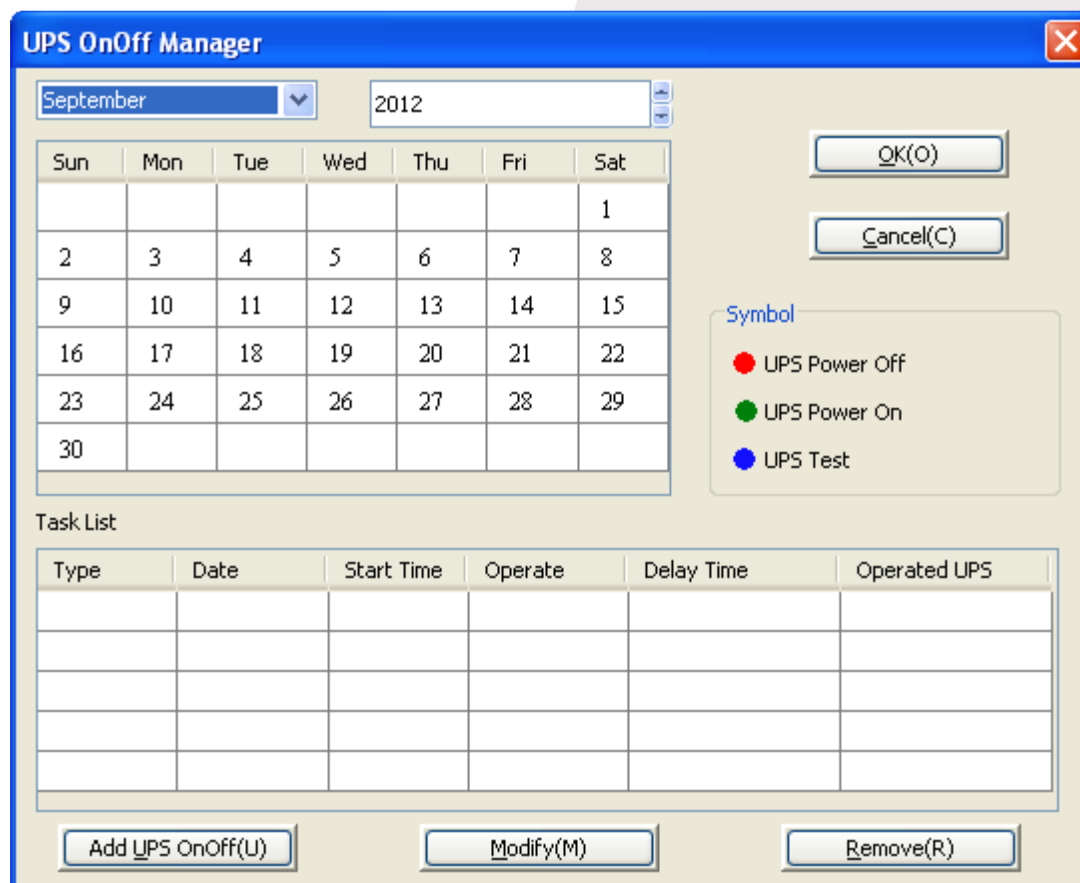 UPS OnOff Manager
September 2012
Sun Mon Tue Wed Thu Fri Sat
1
2 3 4 5 6 7 8
9 10 11 12 13 14 15
16 17 18 19 20 21 22
23 24 25 26 27 28 29
30
OK(O)
Cancel(C)
Symbol
UPS Power Off
UPS Power On
UPS Test
Task List
Type Date Start Time Operate Delay Time Operated UPS
Add UPS OnOff(U) Modify(M) Remove(R)